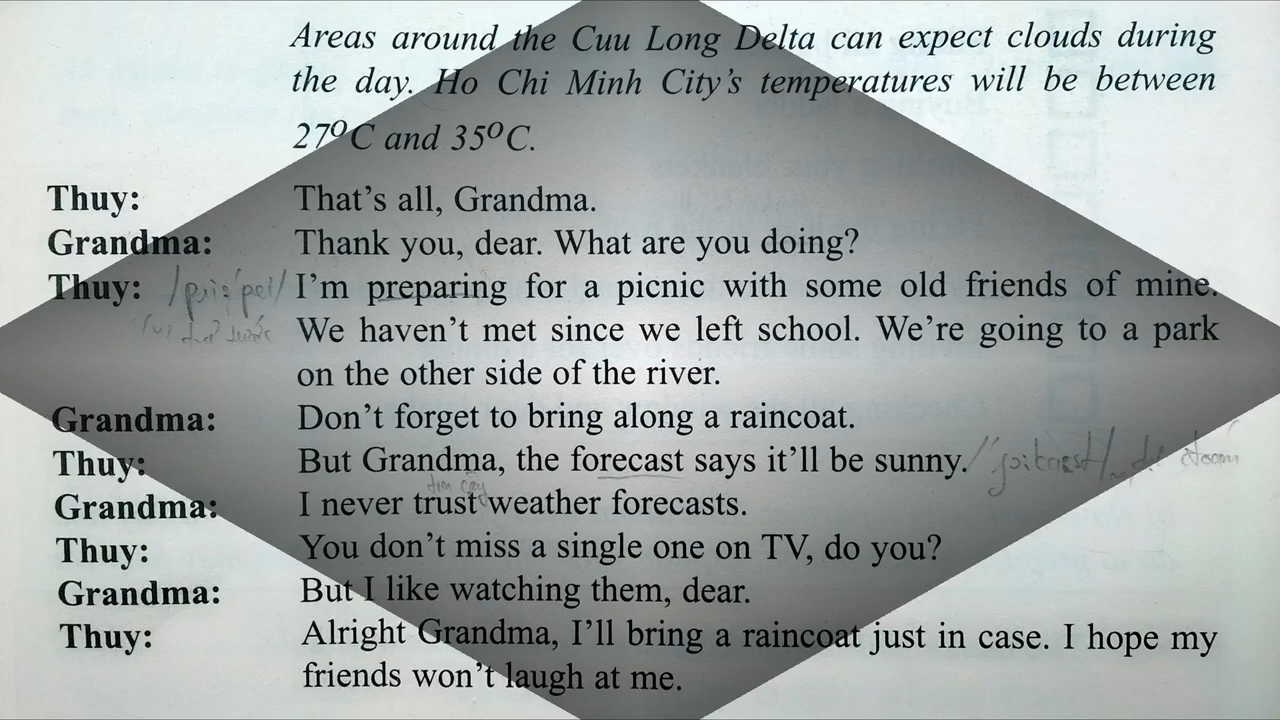 Areas around the Cuu Long Delta can expect clouds during
the day. Ho Chi Minh City's temperatures will be between
27ºC and 35ºC.
Thuy: That's all, Grandma.
Grandma: Thank you, dear. What are you doing?
Thuy: I'm preparing for a picnic with some old friends of mine.
We haven't met since we left school. We're going to a park
on the other side of the river.
Grandma: Don't forget to bring along a raincoat.
Thuy: But Grandma, the forecast says it'll be sunny.
Grandma: I never trust weather forecasts.
Thuy: You don't miss a single one on TV, do you?
Grandma: But I like watching them, dear.
Thuy: Alright Grandma, I'll bring a raincoat just in case. I hope my
friends won't laugh at me.